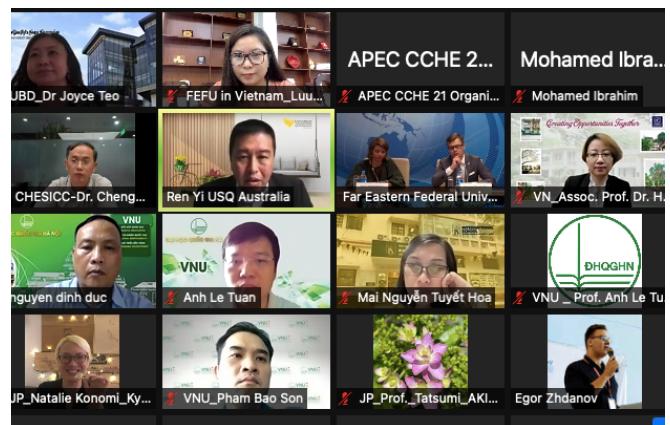 APEC CCHE 2...
Mohamed Ibra...
UBD_Dr Joyce Teo
FEFU in Vietnam_Luu...
APEC CCHE 21 Organi...
Mohamed Ibrahim
Creating Opportunities Together
CHESICC-Dr. Cheng...
Ren Yi USQ Australia
Far Eastern Federal Univ...
VN_Assoc. Prof. Dr. H...
VNU
VNU
ĐHQGHN
nguyen dinh duc
Anh Le Tuan
Mai Nguyễn Tuyết Hoa
VNU _ Prof. Anh Le Tu...
JP_Natalie Konomi_Ky...
VNU_Pham Bao Son
JP_Prof._Tatsumi_AKI...
Egor Zhdanov